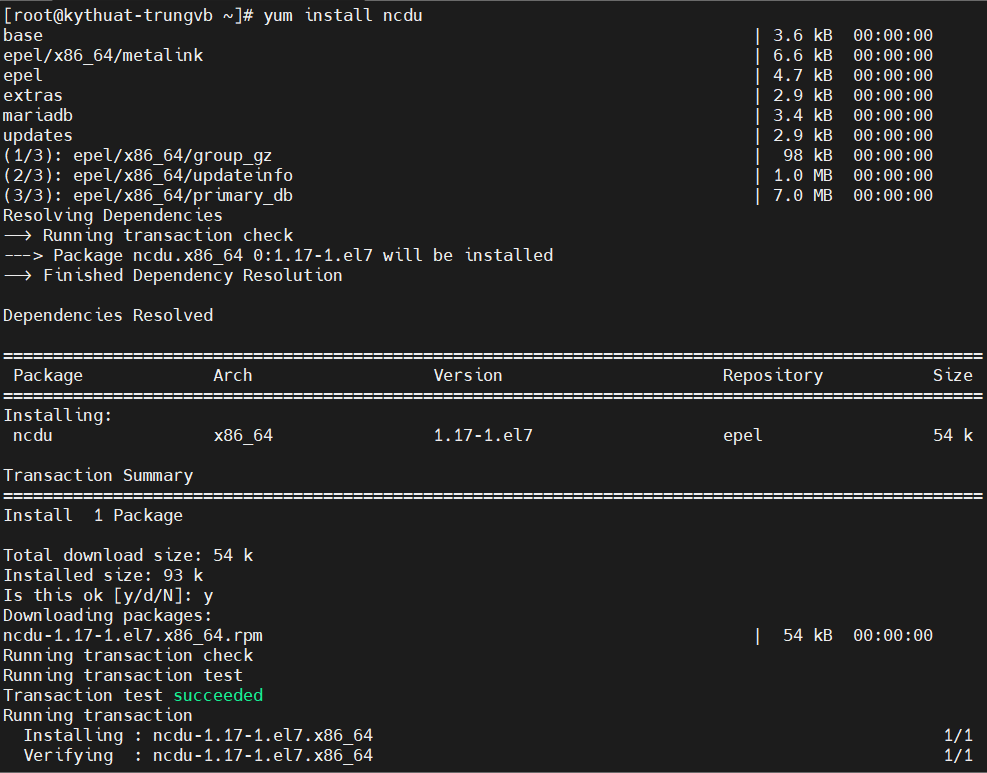 [root@kythuat-trungvb ~]# yum install ncdu
base | 3.6 kB 00:00:00
epel/x86_64/metalink | 6.6 kB 00:00:00
epel | 4.7 kB 00:00:00
extras | 2.9 kB 00:00:00
mariadb | 3.4 kB 00:00:00
updates | 2.9 kB 00:00:00
(1/3): epel/x86_64/group_gz | 98 kB 00:00:00
(2/3): epel/x86_64/updateinfo | 1.0 MB 00:00:00
(3/3): epel/x86_64/primary_db | 7.0 MB 00:00:00
Resolving Dependencies
--> Running transaction check
---> Package ncdu.x86_64 0:1.17-1.el7 will be installed
--> Finished Dependency Resolution
Dependencies Resolved
==================================================================================================
Package Arch Version Repository Size
==================================================================================================
Installing:
ncdu x86_64 1.17-1.el7 epel 54 k
Transaction Summary
==================================================================================================
Install 1 Package
Total download size: 54 k
Installed size: 93 k
Is this ok [y/d/N]: y
Downloading packages:
ncdu-1.17-1.el7.x86_64.rpm | 54 kB 00:00:00
Running transaction check
Running transaction test
Transaction test succeeded
Running transaction
Installing : ncdu-1.17-1.el7.x86_64 1/1
Verifying : ncdu-1.17-1.el7.x86_64 1/1